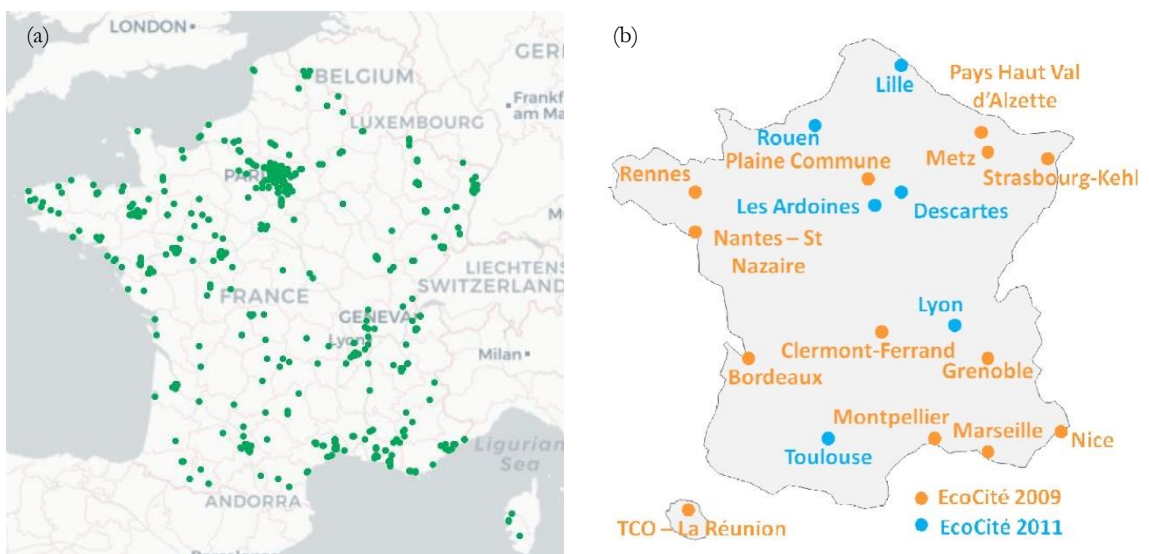 (a)
LONDON
BELGIUM
GERI
Frankf
am Ma
LUXEMBOURG
PARI
LIECHTENS
SWITZERLAND
FRANCE
GENEVA
Lyon
Milan
Ligurian
Sea
ANDORRA
(b)
Lille
Pays Haut Val
d'Alzette
Rouen
Plaine Commune
Metz
Strasbourg-Kehl
Rennes
Les Ardoines
Descartes
Nantes – St
Nazaire
Lyon
Clermont-Ferrand
Grenoble
Bordeaux
Montpellier
Marseille
Nice
Toulouse
EcoCité 2009
EcoCité 2011
TCO – La Réunion